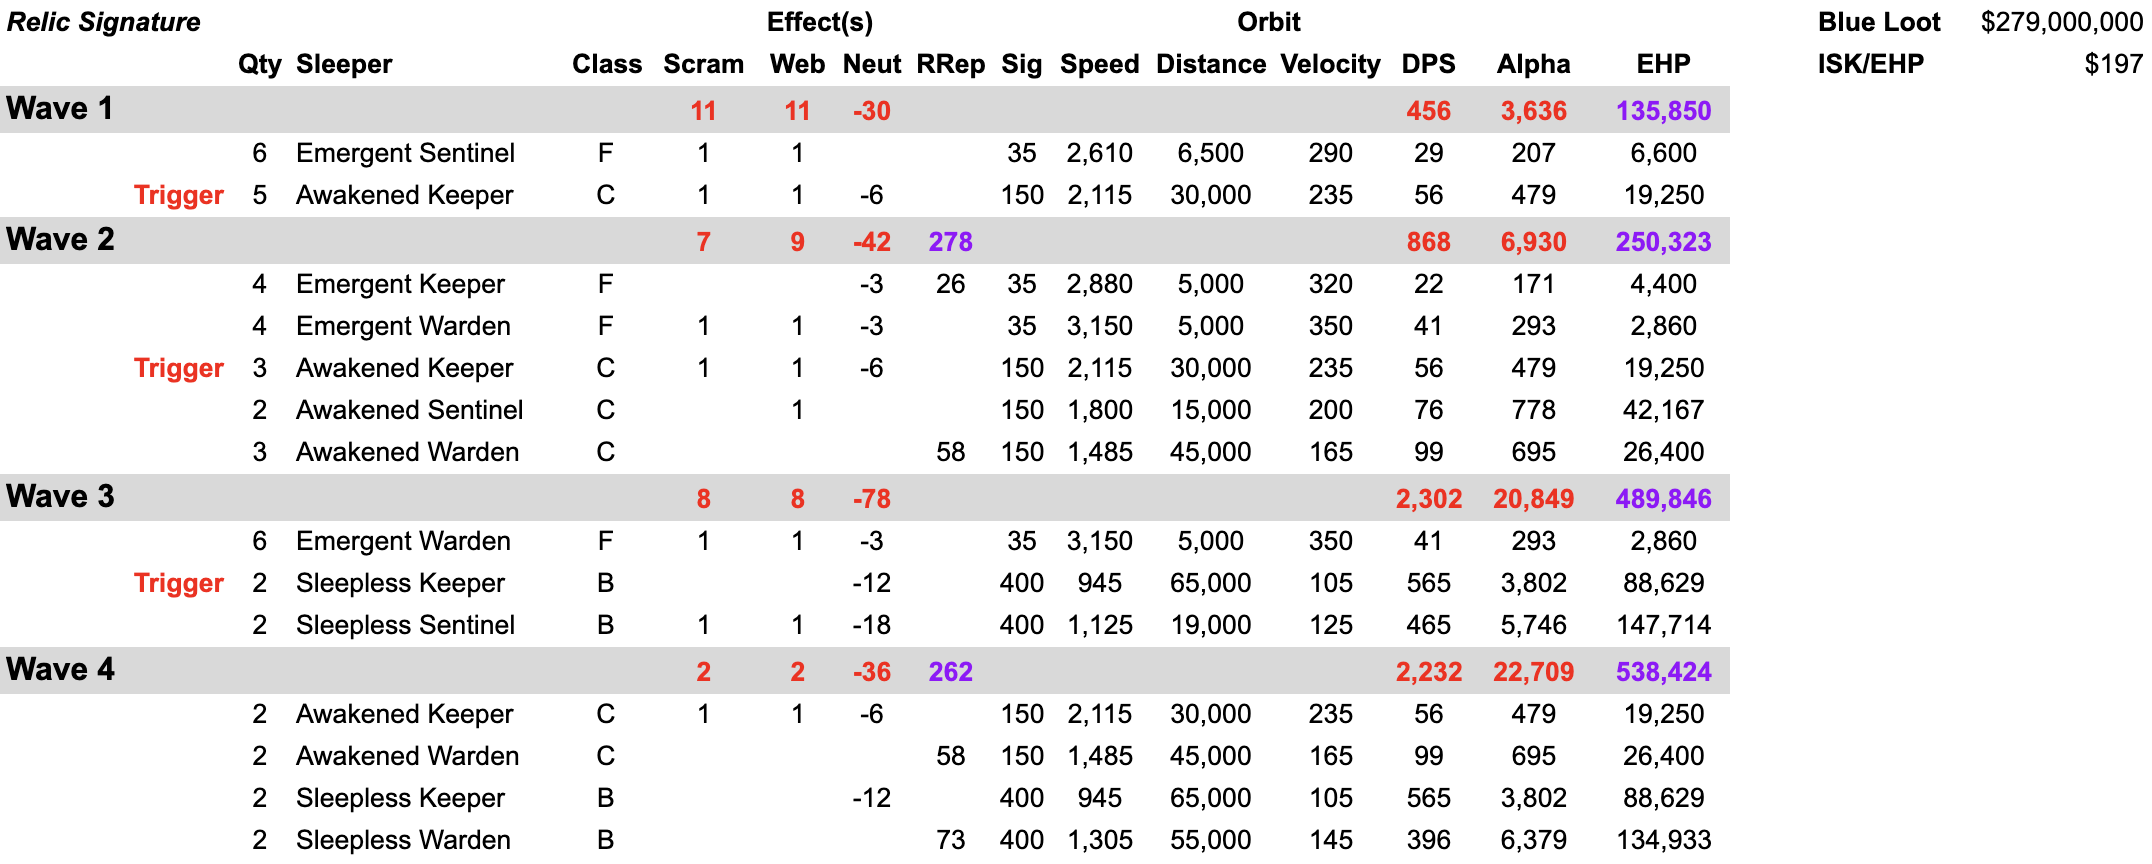 Relic Signature Effect(s) Orbit Blue Loot $279,000,000
Qty Sleeper Class Scram Web Neut RRep Sig Speed Distance Velocity DPS Alpha EHP ISK/EHP $197
Wave 1 11 11 -30 456 3,636 135,850
6 Emergent Sentinel F 1 1 35 2,610 6,500 290 29 207 6,600
Trigger 5 Awakened Keeper C 1 1 -6 150 2,115 30,000 235 56 479 19,250
Wave 2 7 9 -42 278 868 6,930 250,323
4 Emergent Keeper F -3 26 35 2,880 5,000 320 22 171 4,400
4 Emergent Warden F 1 1 -3 35 3,150 5,000 350 41 293 2,860
Trigger 3 Awakened Keeper C 1 1 -6 150 2,115 30,000 235 56 479 19,250
2 Awakened Sentinel C 1 150 1,800 15,000 200 76 778 42,167
3 Awakened Warden C 58 150 1,485 45,000 165 99 695 26,400
Wave 3 8 8 -78 2,302 20,849 489,846
6 Emergent Warden F 1 1 -3 35 3,150 5,000 350 41 293 2,860
Trigger 2 Sleepless Keeper B -12 400 945 65,000 105 565 3,802 88,629
2 Sleepless Sentinel B 1 1 -18 400 1,125 19,000 125 465 5,746 147,714
Wave 4 2 2 -36 262 2,232 22,709 538,424
2 Awakened Keeper C 1 1 -6 150 2,115 30,000 235 56 479 19,250
2 Awakened Warden C 58 150 1,485 45,000 165 99 695 26,400
2 Sleepless Keeper B -12 400 945 65,000 105 565 3,802 88,629
2 Sleepless Warden B 73 400 1,305 55,000 145 396 6,379 134,933